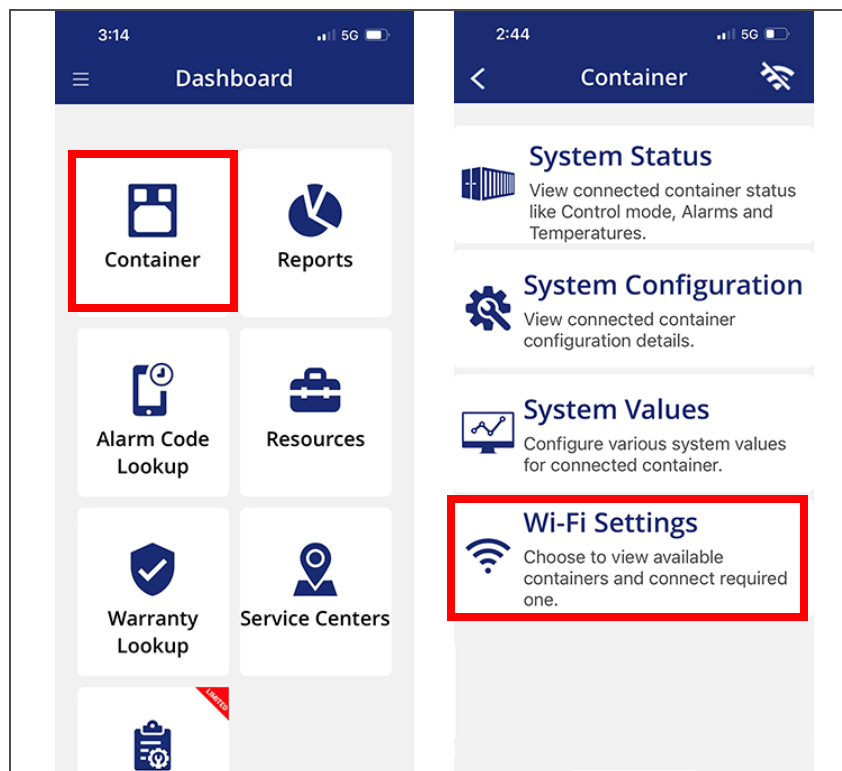 3:14
5G
Dashboard
Container
Reports
Alarm Code
Lookup
Resources
Warranty
Lookup
Service Centers
LIMITED
2:44
5G
Container
System Status
View connected container status
like Control mode, Alarms and
Temperatures.
System Configuration
View connected container
configuration details.
System Values
Configure various system values
for connected container.
Wi-Fi Settings
Choose to view available
containers and connect required
one.